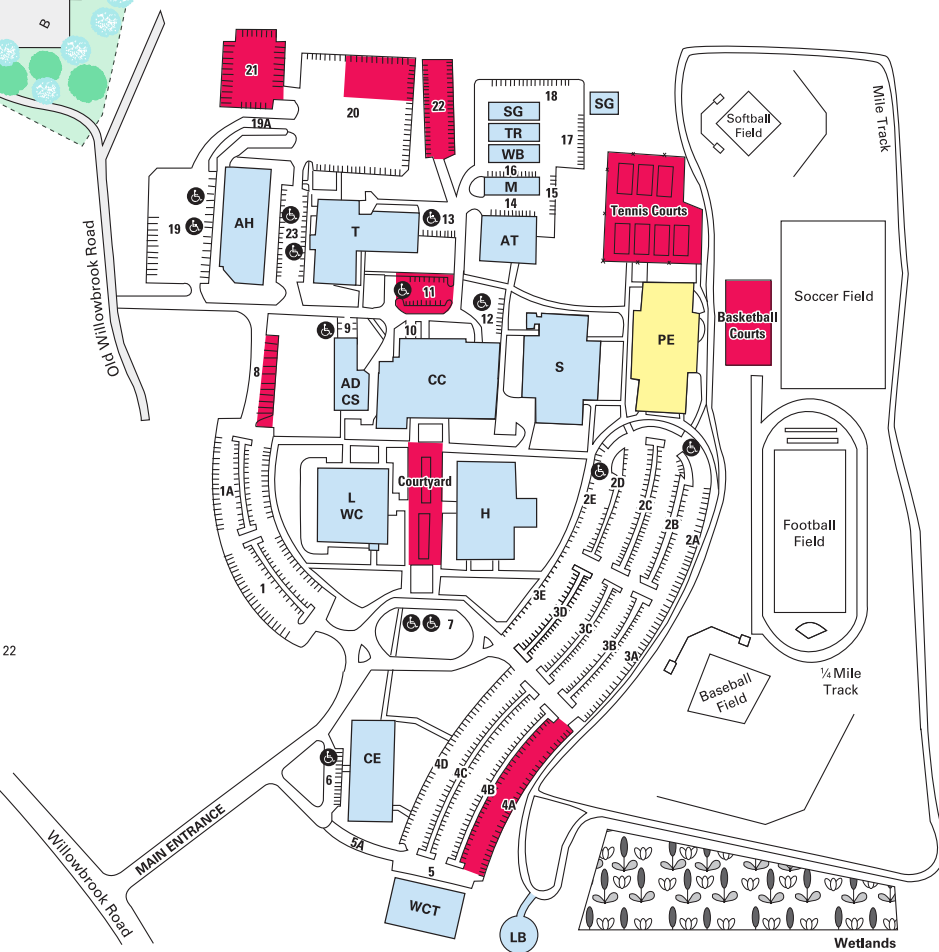 B
21
20
22
18
SG
SG
TR
WB
17
16
M
15
14
19A
Softball
Field
Mile Track
19
AH
23
T
13
AT
Tennis Courts
Old Willowbrook Road
11
12
Soccer Field
Basketball
Courts
9
10
PE
8
AD
CS
CC
S
1A
L
WC
Courtyard
H
2E
2D
2C
2B
2A
Football
Field
1
3E
3D
3C
3B
3A
7
22
¼ Mile
Track
Baseball
Field
CE
6
4D
4C
4B
4A
5A
5
MAIN ENTRANCE
Willowbrook Road
WCT
LB
Wetlands